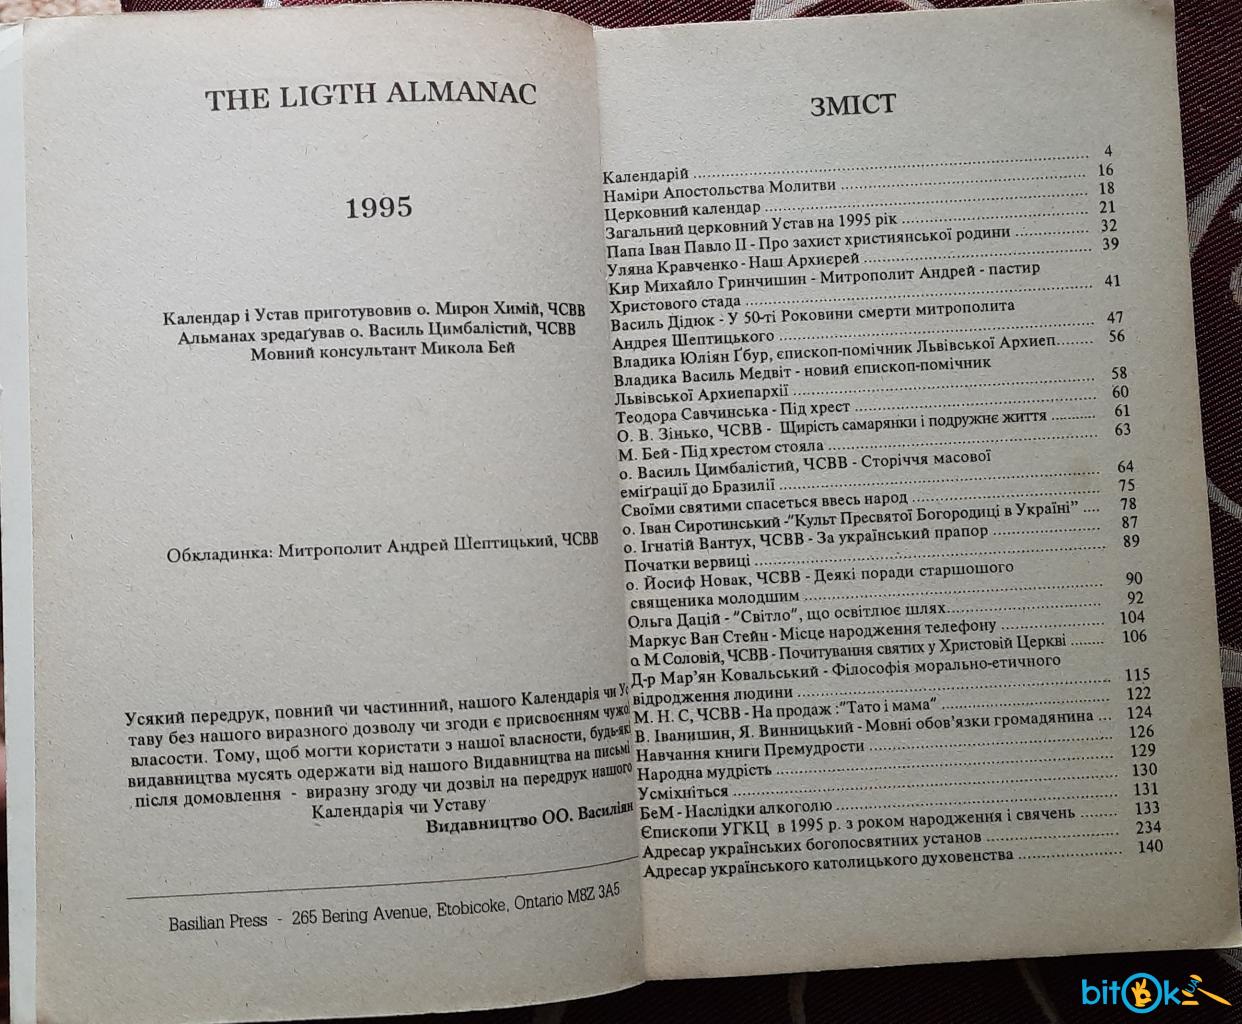 THE LIGTH ALMANAC
1995
Календар і Устав приготувовив о. Мирон Химій, ЧСВВ
Альманах зредаґував о. Василь Цимбалістий, ЧСВВ
Мовний консультант Микола Бей
Обкладинка: Митрополит Андрей Шептицький, ЧСВВ
Усякий передрук, повний чи частинний, нашого Календарія чи Ус
таву без нашого виразного дозволу чи згоди є присвоєнням чужо
власости. Тому, щоб могти користати з нашої власности, будь-які
видавництва мусять одержати від нашого Видавництва на письмі
після домовлення - виразну згоду чи дозвіл на передрук нашого
Календарія чи Уставу
Видавництво ОО. Василіян
Basilian Press - 265 Bering Avenue, Etobicoke, Ontario M8Z 3A5
ЗМІСТ
Календарій ........ 4
Наміри Апостольства Молитви ........ 16
Церковний календар ........ 18
Загальний церковний Устав на 1995 рік ........ 21
Папа Іван Павло ІІ - Про захист християнської родини ........ 32
Уляна Кравченко - Наш Архиєрей ........ 39
Кир Михайло Гринчишин - Митрополит Андрей - пастир
Христового стада ........ 41
Василь Дідюк - У 50-ті Роковини смерти митрополита
Андрея Шептицького ........ 47
Владика Юліян Ґбур, єпископ-помічник Львівської Архиеп........ 56
Владика Василь Медвіт - новий єпископ-помічник
Львівської Архиепархії ........ 58
Теодора Савчинська - Під хрест ........ 60
О. В. Зінько, ЧСВВ - Щирість самарянки і подружнє життя ........ 61
М. Бей - Під хрестом стояла ........ 63
о. Василь Цимбалістий, ЧСВВ - Сторіччя масової
еміґрації до Бразилії ........ 64
Своїми святими спасеться ввесь народ ........ 75
о. Іван Сиротинський -"Культ Пресвятої Богородиці в Україні" .... 78
о. Ігнатій Вантух, ЧСВВ - За український прапор ........ 87
Початки вервиці ........ 89
о. Йосиф Новак, ЧСВВ - Деякі поради старшошого
священика молодшим ........ 90
Ольга Дацій - "Світло", що освітлює шлях........ 92
Маркус Ван Стейн - Місце народження телефону ........ 104
о. М Соловій, ЧСВВ - Почитування святих у Христовій Церкві ........ 106
Д-р Мар'ян Ковальський - Філософія морально-етичного
відродження людини ........ 115
М. Н. С, ЧСВВ - На продаж :"Тато і мама" ........ 122
В. Іванишин, Я. Винницький - Мовні обов'язки громадянина ... 124
Навчання книги Премудрости ........ 126
Народна мудрість ........ 129
Усміхніться ........ 130
БеМ - Наслідки алкоголю ........ 131
Єпископи УГКЦ в 1995 р. з роком народження і свячень ........ 133
Адресар українських богопосвятних установ ........ 234
Адресар українського католицького духовенства ........ 140
bitOk UA